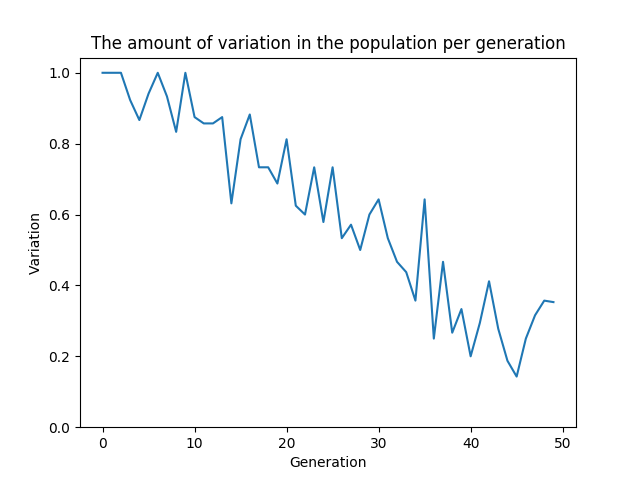 The amount of variation in the population per generation
1.0
0.8
0.6
0.4
0.2
0.0
Variation
0 10 20 30 40 50
Generation